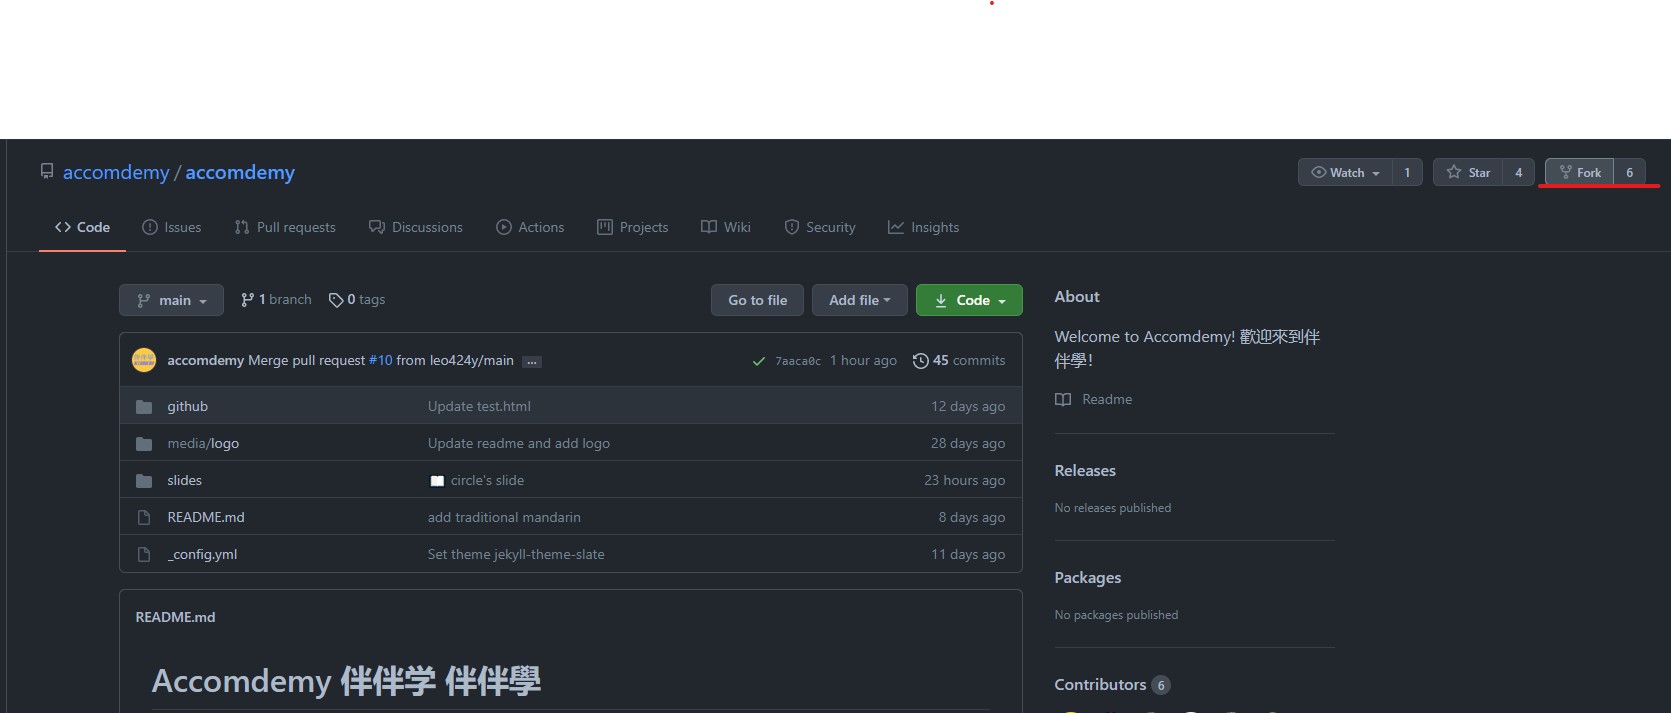 accomdemy / accomdemy
Watch 1 Star 4 Fork 6
Code Issues Pull requests Discussions Actions Projects Wiki Security Insights
main 1 branch 0 tags Go to file Add file Code
accomdemy Merge pull request #10 from leo424y/main ... 7aaca0c 1 hour ago 45 commits
github Update test.html 12 days ago
media/logo Update readme and add logo 28 days ago
slides circle's slide 23 hours ago
README.md add traditional mandarin 8 days ago
_config.yml Set theme jekyll-theme-slate 11 days ago
README.md
Accomdemy 伴伴学 伴伴學
About
Welcome to Accomdemy! 歡迎來到伴
伴學!
Readme
Releases
No releases published
Packages
No packages published
Contributors 6